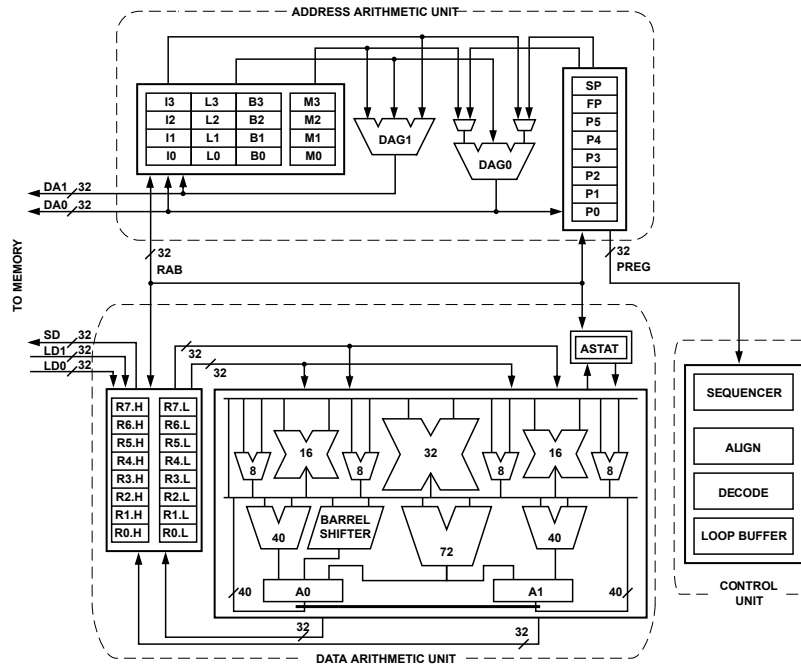 ADDRESS ARITHMETIC UNIT
I3 L3 B3 M3
I2 L2 B2 M2
I1 L1 B1 M1
I0 L0 B0 M0
DAG1
DAG0
SP
FP
P5
P4
P3
P2
P1
P0
DA1 32
DA0 32
TO MEMORY
32
RAB
32
PREG
SD 32
LD1 32
LD0 32
32
32
ASTAT
R7.H R7.L
R6.H R6.L
R5.H R5.L
R4.H R4.L
R3.H R3.L
R2.H R2.L
R1.H R1.L
R0.H R0.L
8 16 8 32 8 16 8
40
BARREL
SHIFTER
72
40
40 A0 A1 40
32
32
DATA ARITHMETIC UNIT
SEQUENCER
ALIGN
DECODE
LOOP BUFFER
CONTROL
UNIT